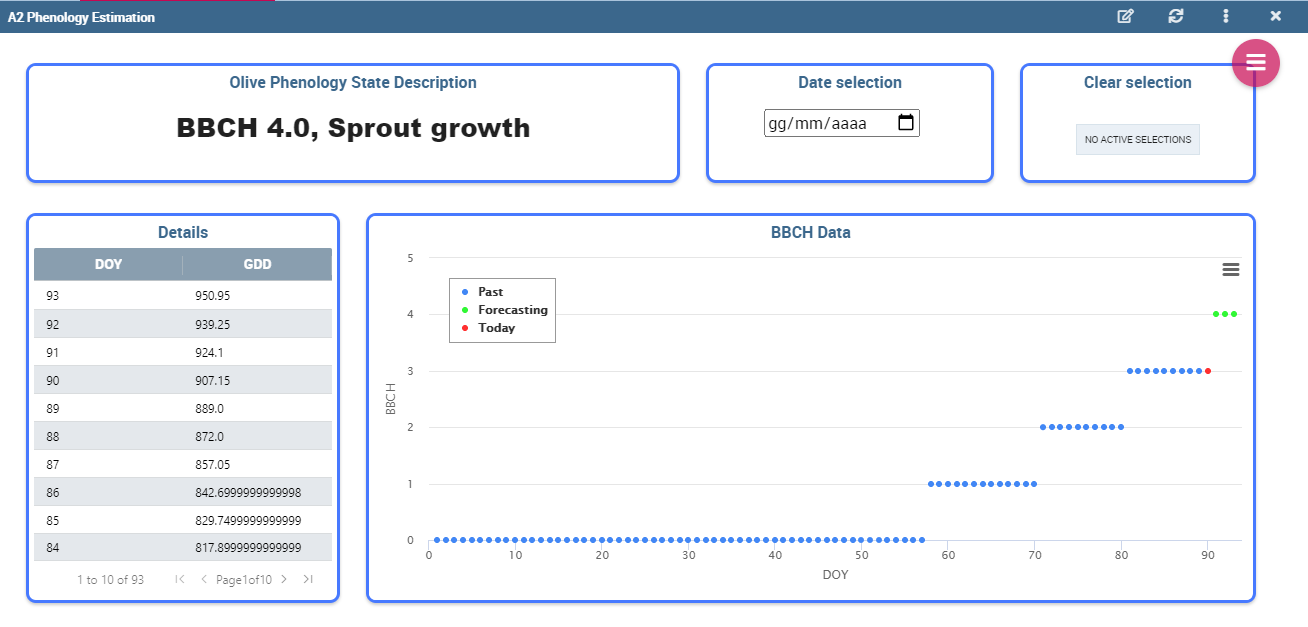 A2 Phenology Estimation
Olive Phenology State Description
BBCH 4.0, Sprout growth
Date selection
gg/mm/aaaa
Clear selection
NO ACTIVE SELECTIONS
Details
DOY GDD
93 950.95
92 939.25
91 924.1
90 907.15
89 889.0
88 872.0
87 857.05
86 842.6999999999998
85 829.7499999999999
84 817.8999999999999
1 to 10 of 93 Page1of10
BBCH Data
Past
Forecasting
Today
5
4
3
2
1
0
BBCH
0 10 20 30 40 50 60 70 80 90
DOY